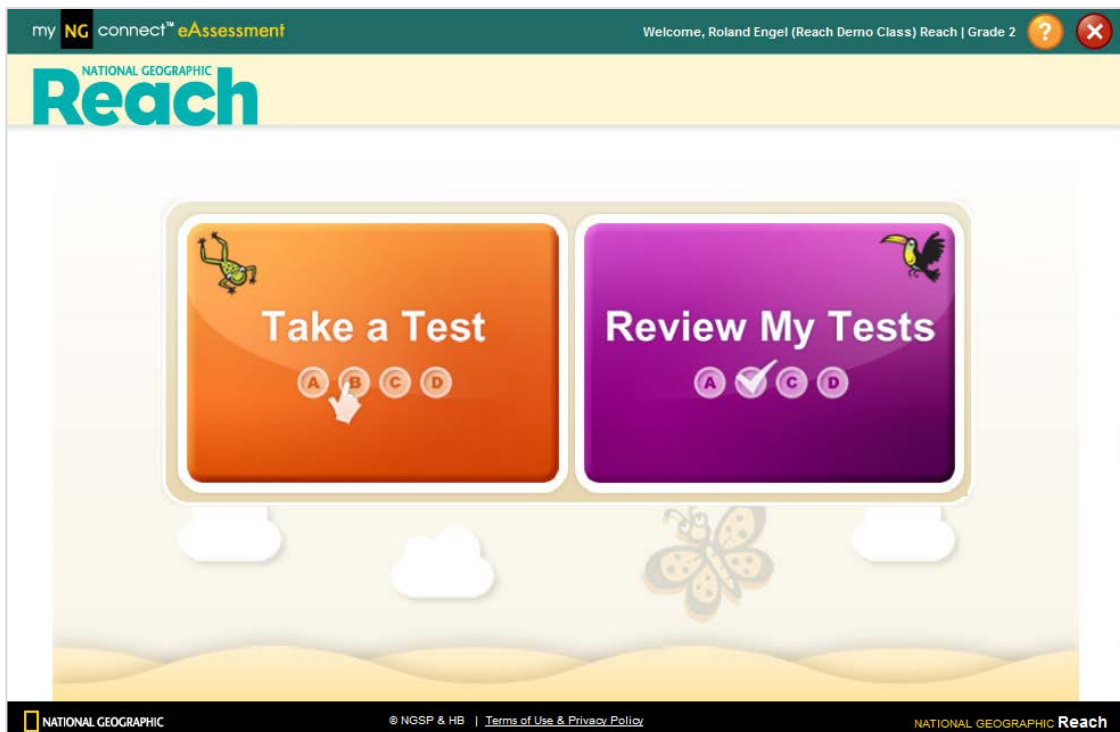 my NG connect™ eAssessment
Welcome, Roland Engel (Reach Demo Class) Reach | Grade 2 ?
NATIONAL GEOGRAPHIC
Reach
Take a Test
A B C D
Review My Tests
A C D
NATIONAL GEOGRAPHIC
© NGSP & HB | Terms of Use & Privacy Policy
NATIONAL GEOGRAPHIC Reach